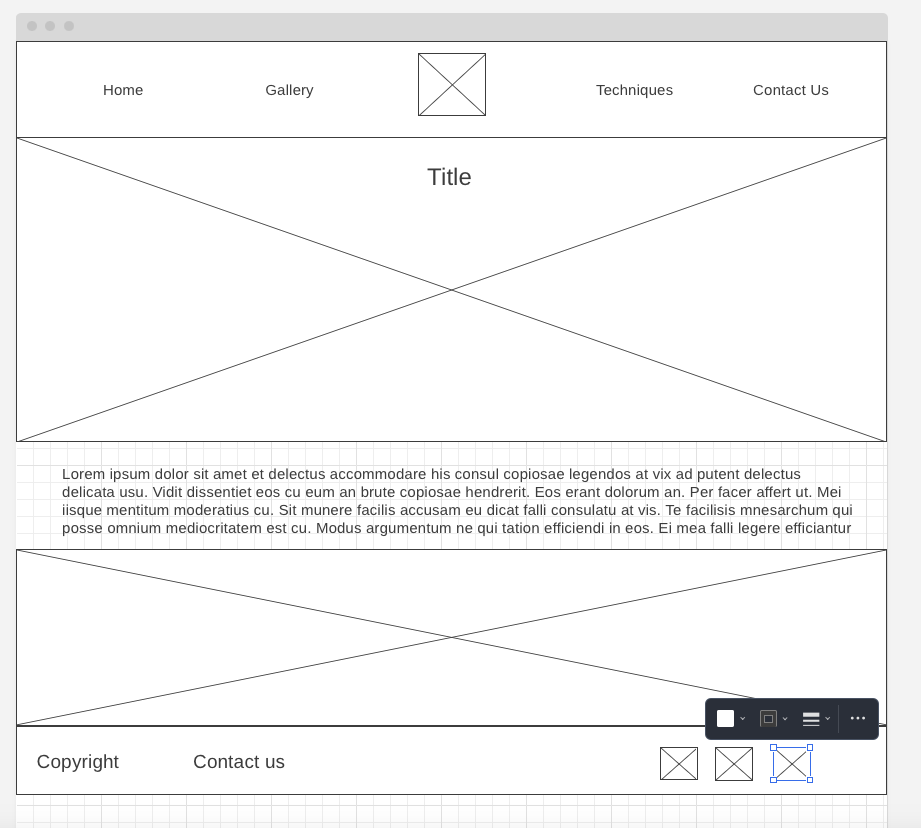 Home
Gallery
Techniques
Contact Us
Title
Lorem ipsum dolor sit amet et delectus accommodare his consul copiosae legendos at vix ad putent delectus
delicata usu. Vidit dissentiet eos cu eum an brute copiosae hendrerit. Eos erant dolorum an. Per facer affert ut. Mei
iisque mentitum moderatius cu. Sit munere facilis accusam eu dicat falli consulatu at vis. Te facilisis mnesarchum qui
posse omnium mediocritatem est cu. Modus argumentum ne qui tation efficiendi in eos. Ei mea falli legere efficiantur
Copyright
Contact us